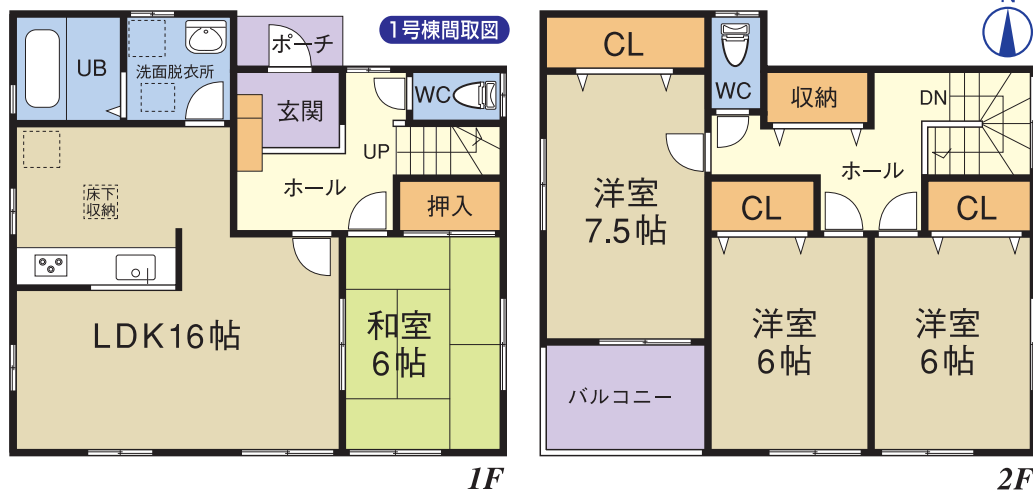 1号棟間取図
ポーチ
UB
洗面脱衣所
玄関
WC
UP
ホール
床下
収納
押入
LDK16帖
和室
6帖
1F
N
CL
WC
収納
DN
ホール
洋室
7.5帖
CL
CL
洋室
6帖
洋室
6帖
バルコニー
2F